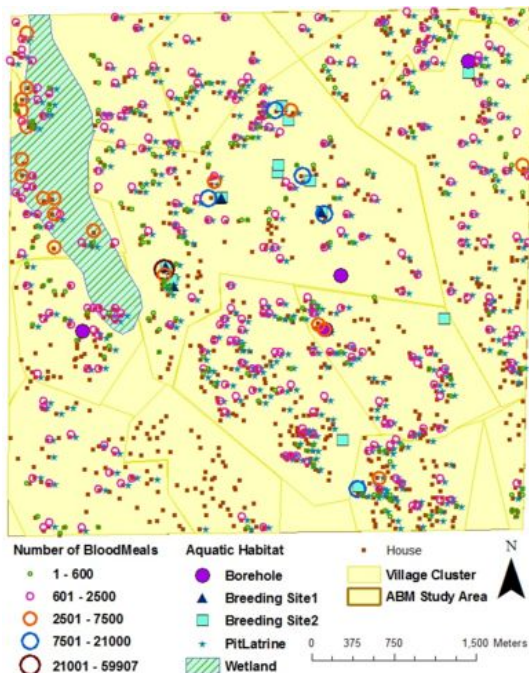 Number of BloodMeals
1 - 600
601 - 2500
2501 - 7500
7501 - 21000
21001 - 59907
Aquatic Habitat
Borehole
Breeding Site1
Breeding Site2
PitLatrine
Wetland
House
Village Cluster
ABM Study Area
N
0 375 750 1,500 Meters